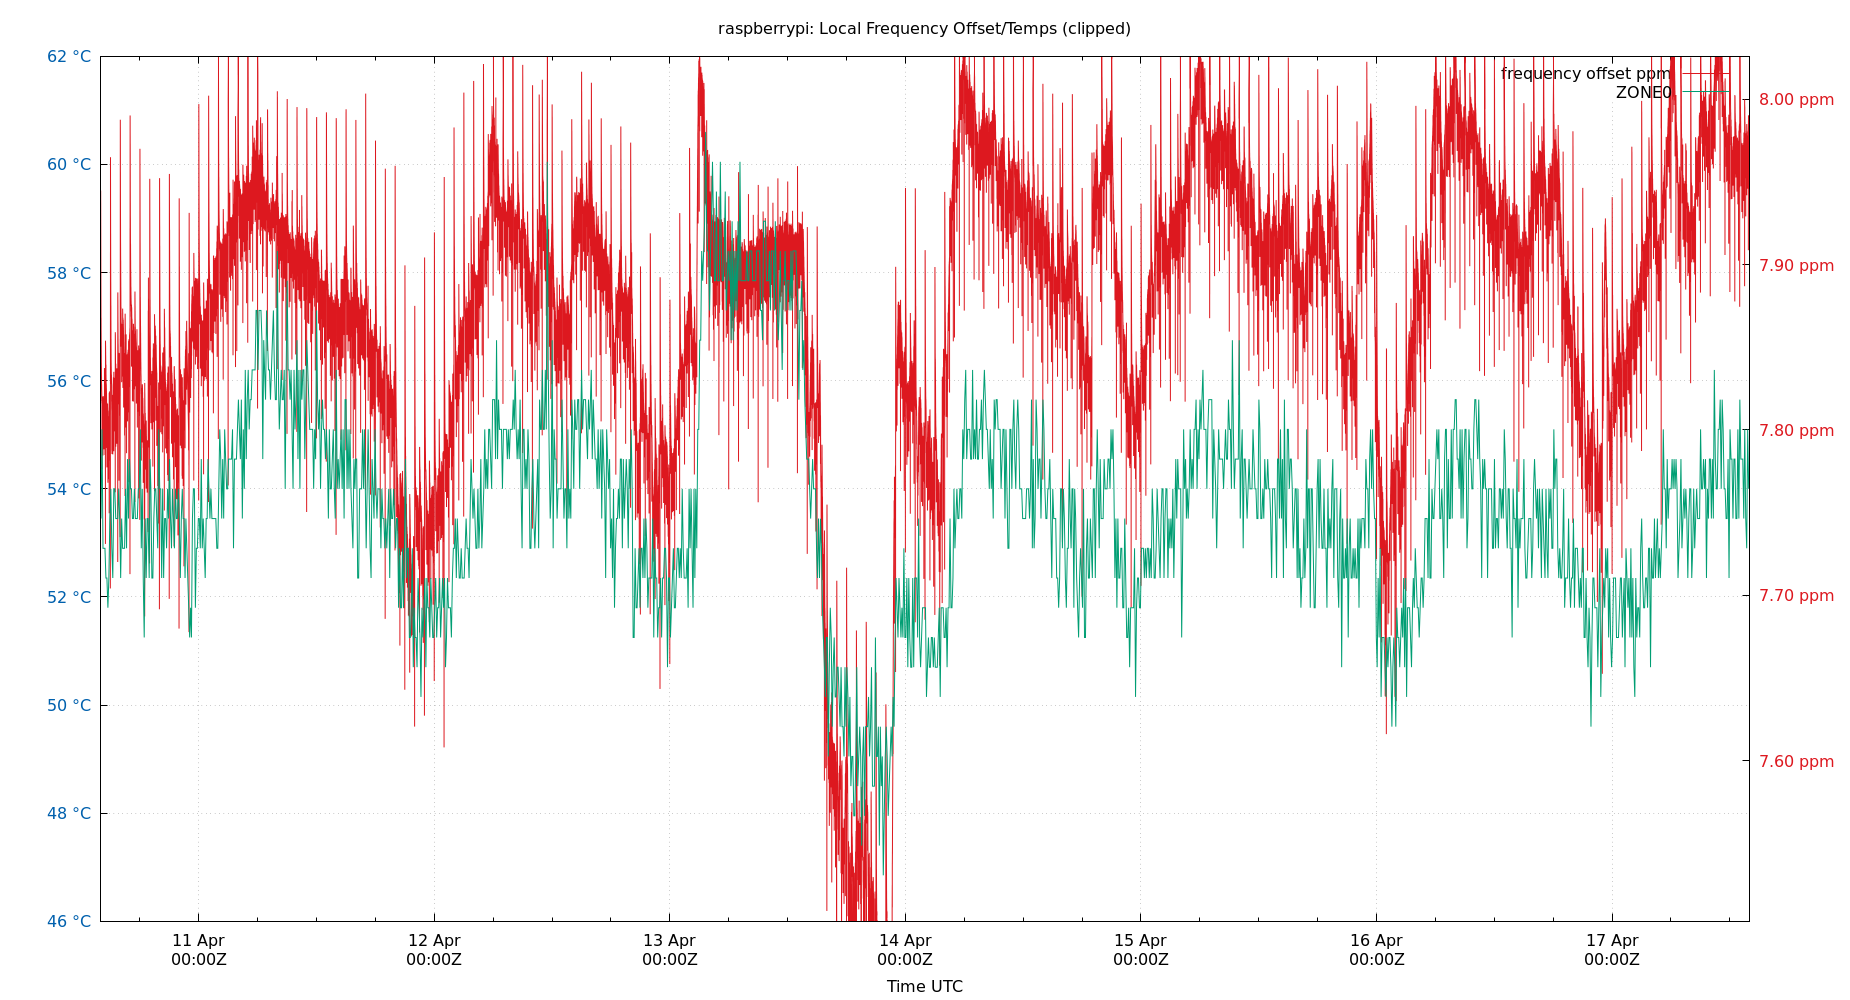 raspberrypi: Local Frequency Offset/Temps (clipped)
62 °C
60 °C
58 °C
56 °C
54 °C
52 °C
50 °C
48 °C
46 °C
frequency offset ppm
ZONE0
8.00 ppm
7.90 ppm
7.80 ppm
7.70 ppm
7.60 ppm
11 Apr
00:00Z
12 Apr
00:00Z
13 Apr
00:00Z
14 Apr
00:00Z
15 Apr
00:00Z
16 Apr
00:00Z
17 Apr
00:00Z
Time UTC